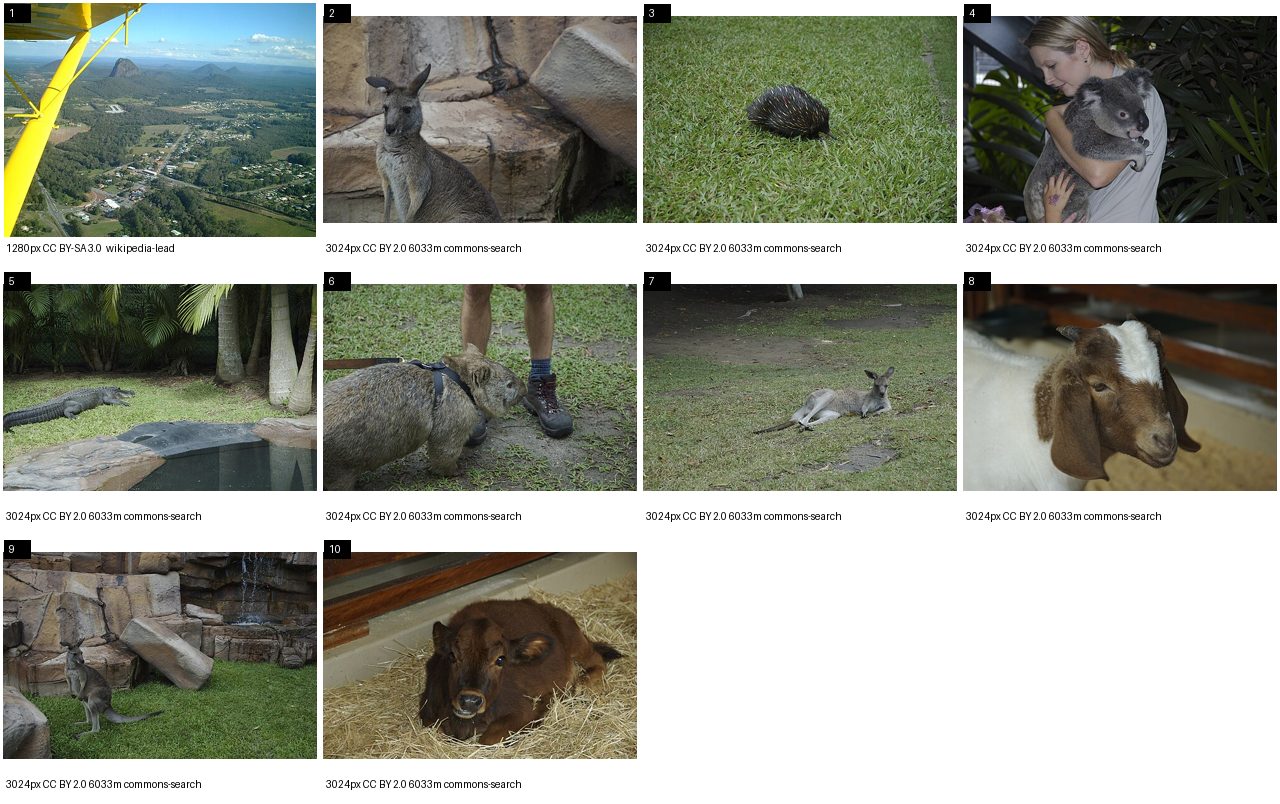 1
2
3
4
1280px CC BY-SA 3.0 wikipedia-lead
3024px CC BY 2.0 6033m commons-search
3024px CC BY 2.0 6033m commons-search
3024px CC BY 2.0 6033m commons-search
5
6
7
8
3024px CC BY 2.0 6033m commons-search
3024px CC BY 2.0 6033m commons-search
3024px CC BY 2.0 6033m commons-search
3024px CC BY 2.0 6033m commons-search
9
10
3024px CC BY 2.0 6033m commons-search
3024px CC BY 2.0 6033m commons-search